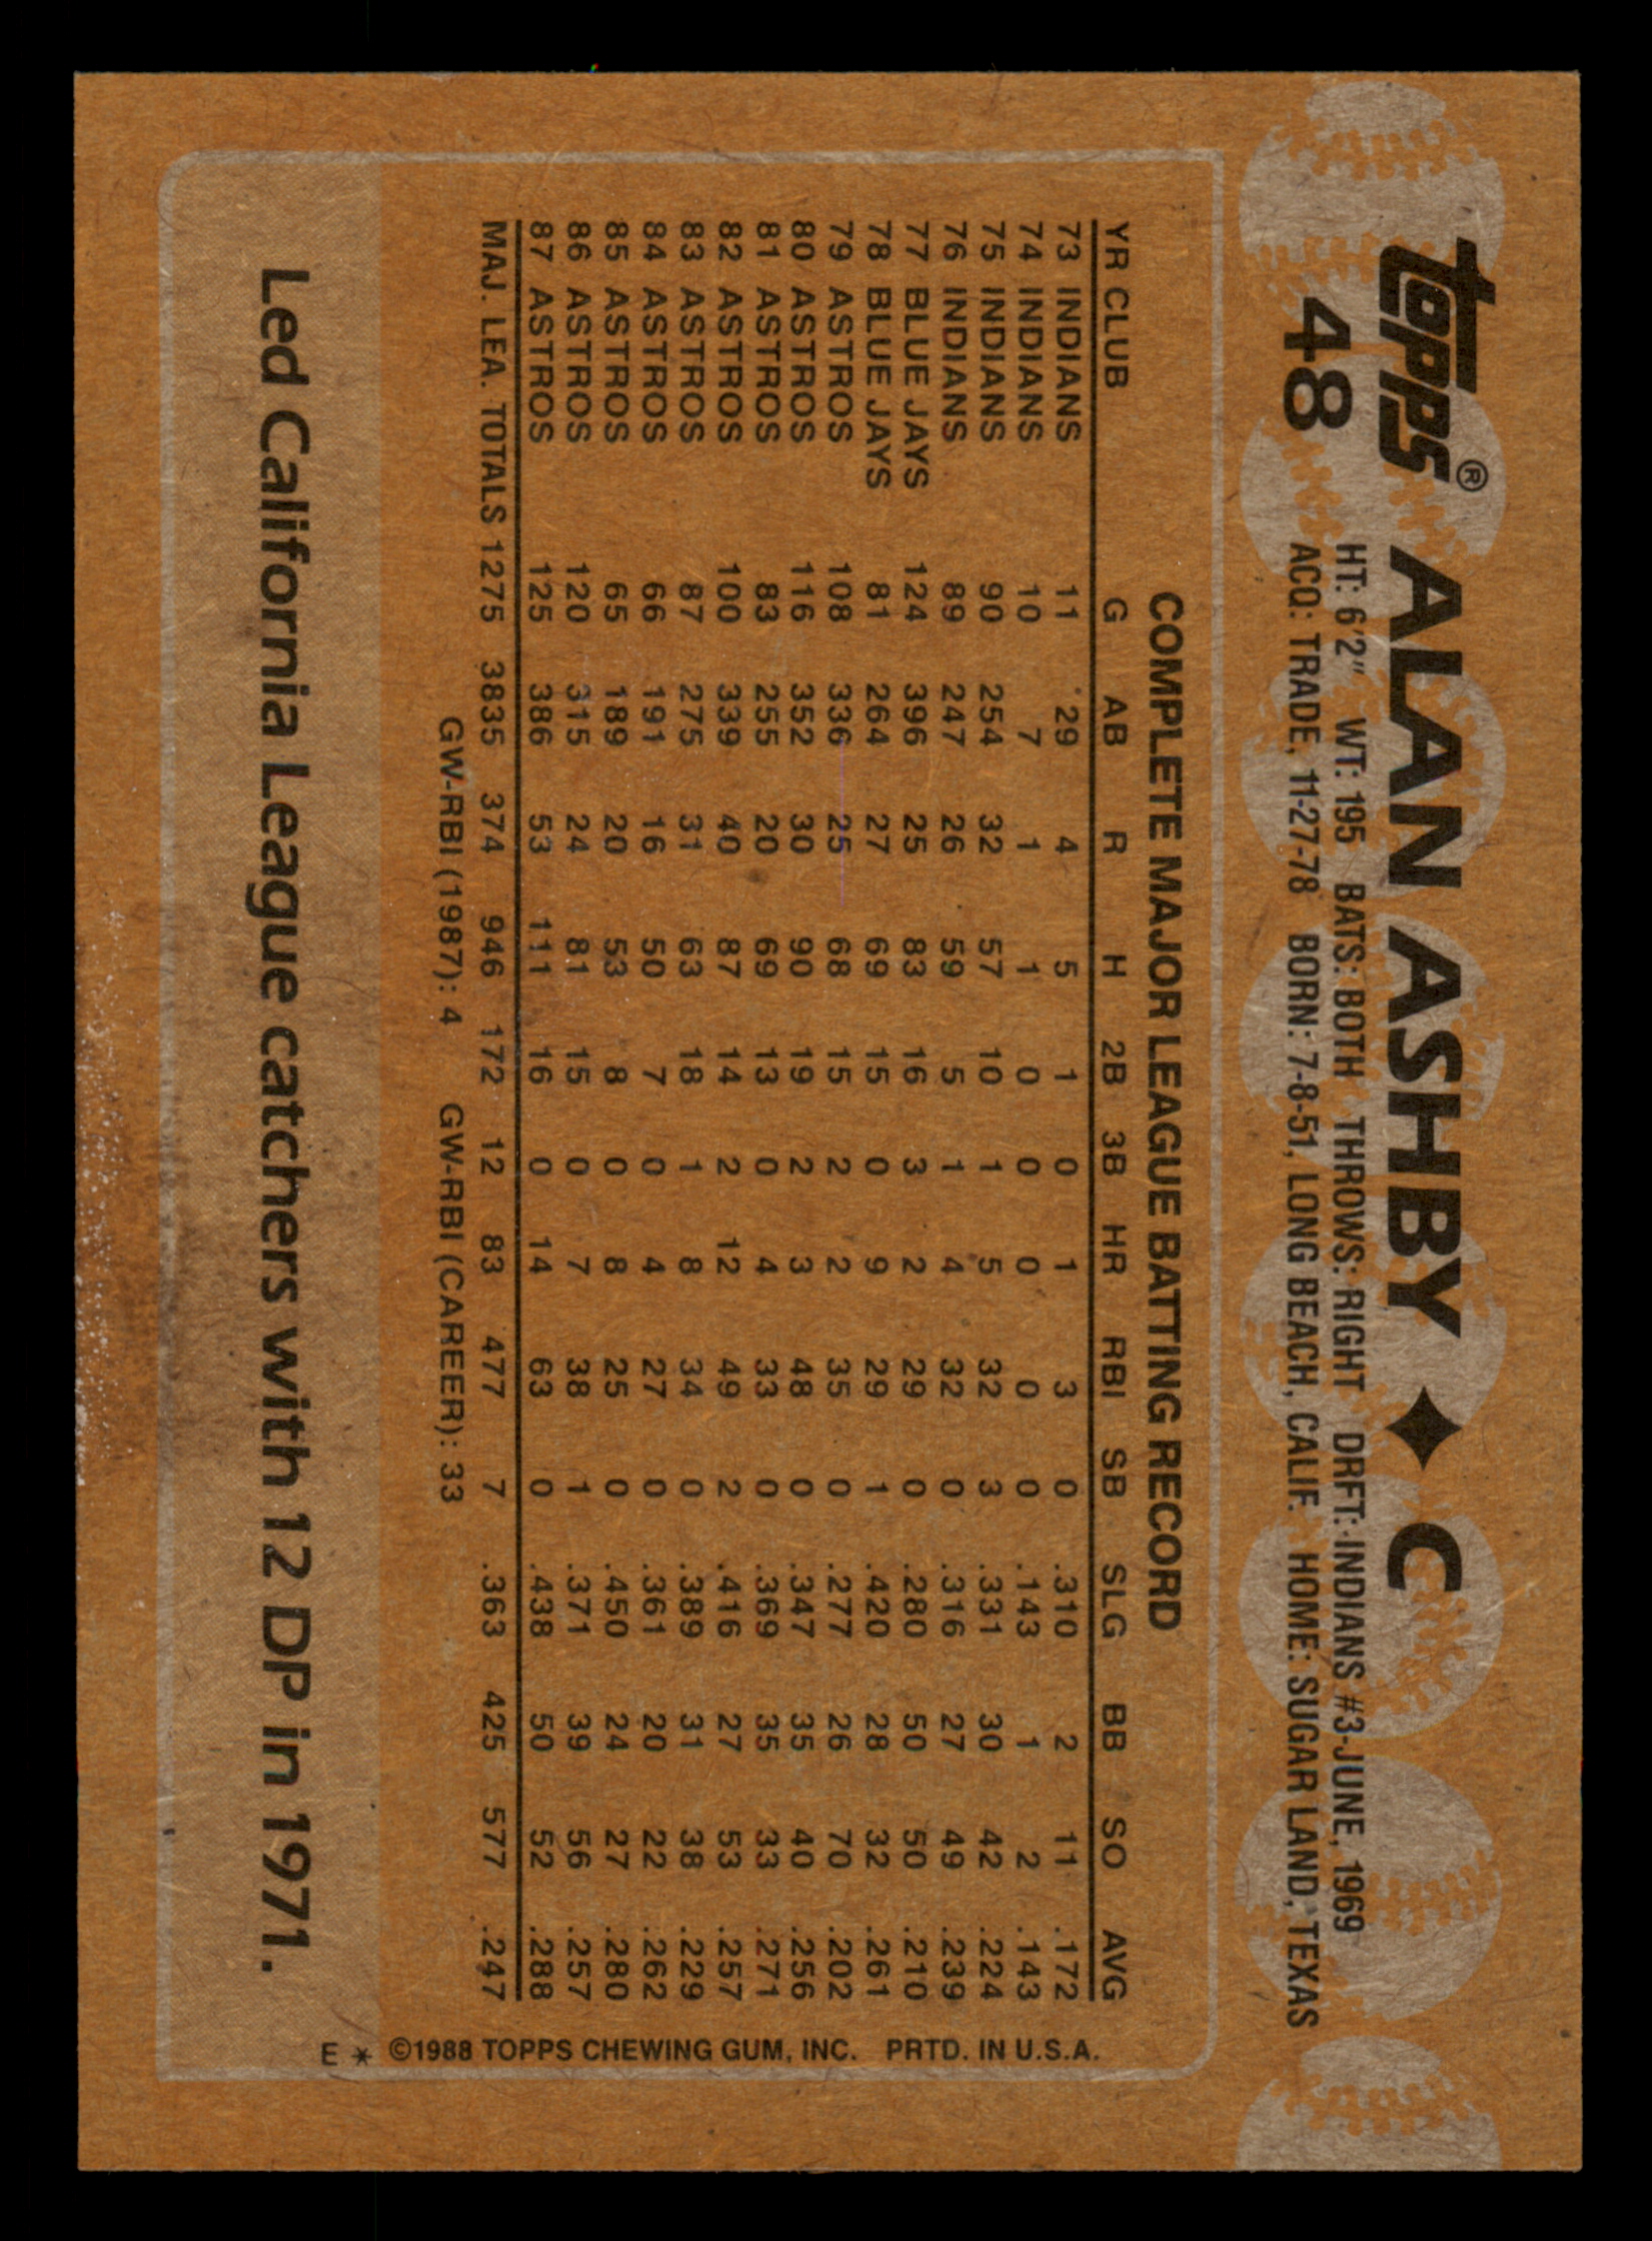 topps® ALAN ASHBY ✦ C
48 HT: 6'2" WT: 195 BATS: BOTH THROWS: RIGHT DRFT: INDIANS #3-JUNE, 1969
ACQ: TRADE, 11-27-78 BORN: 7-8-51, LONG BEACH, CALIF. HOME: SUGAR LAND, TEXAS
COMPLETE MAJOR LEAGUE BATTING RECORD
YR CLUB G AB R H 2B 3B HR RBI SB SLG BB SO AVG
73 INDIANS 11 29 4 5 1 0 1 3 0 .310 2 11 .172
74 INDIANS 10 7 1 1 0 0 0 0 0 .143 1 2 .143
75 INDIANS 90 254 32 57 10 1 5 32 3 .331 30 42 .224
76 INDIANS 89 247 26 59 5 1 4 32 0 .316 27 49 .239
77 BLUE JAYS 124 396 25 83 16 3 2 29 0 .280 50 50 .210
78 BLUE JAYS 81 264 27 69 15 0 9 29 1 .420 28 32 .261
79 ASTROS 108 336 25 68 15 2 2 35 0 .277 26 70 .202
80 ASTROS 116 352 30 90 19 2 3 48 0 .347 35 40 .256
81 ASTROS 83 255 20 69 13 0 4 33 0 .369 35 33 .271
82 ASTROS 100 339 40 87 14 2 12 49 2 .416 27 53 .257
83 ASTROS 87 275 31 63 18 1 8 34 0 .389 31 38 .229
84 ASTROS 66 191 16 50 7 0 4 27 0 .361 20 22 .262
85 ASTROS 65 189 20 53 8 0 8 25 0 .450 24 27 .280
86 ASTROS 120 315 24 81 15 0 7 38 1 .371 39 56 .257
87 ASTROS 125 386 53 111 16 0 14 63 0 .438 50 52 .288
MAJ. LEA. TOTALS 1275 3835 374 946 172 12 83 477 7 .363 425 577 .247
GW-RBI (1987): 4 GW-RBI (CAREER): 33
Led California League catchers with 12 DP in 1971.
E * ©1988 TOPPS CHEWING GUM, INC. PRTD. IN U.S.A.